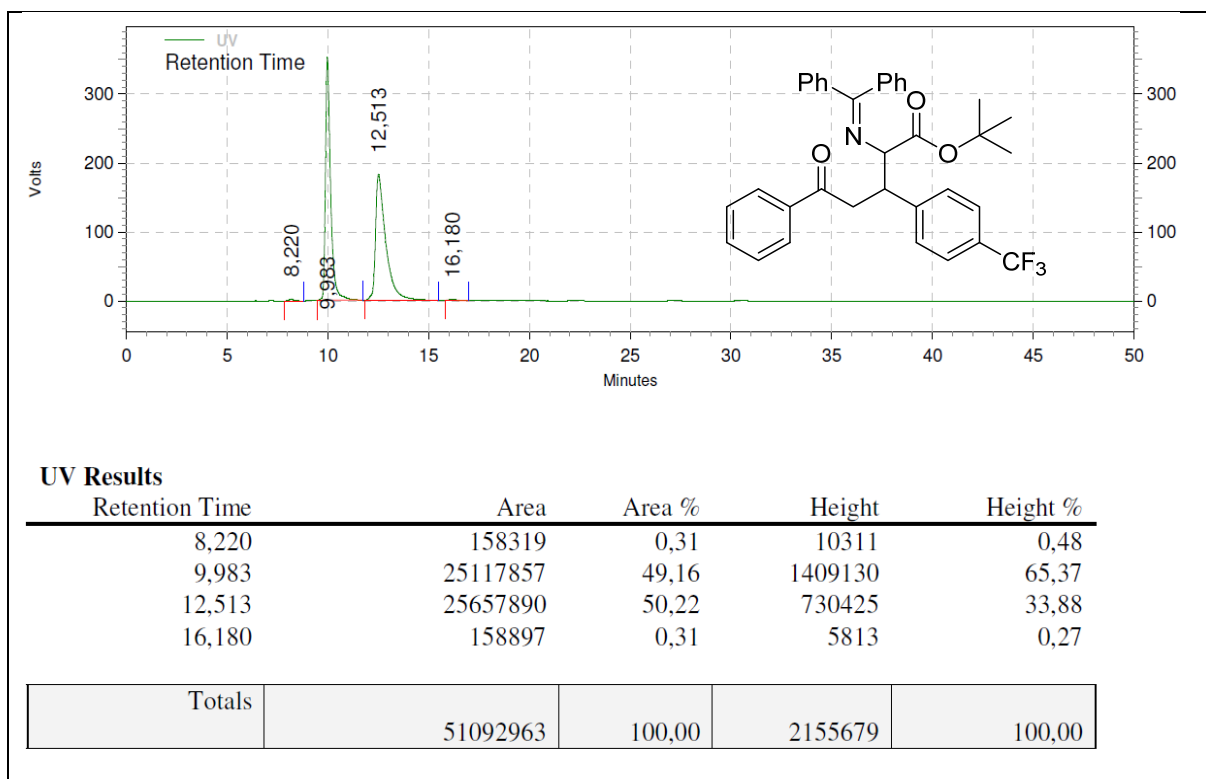 UV
Retention Time
Volts
300
200
100
0
8,220
9,983
12,513
16,180
300
200
100
0
Ph Ph
N
O
O
O
CF3
0 5 10 15 20 25 30 35 40 45 50
Minutes
UV Results
Retention Time Area Area % Height Height %
8,220 158319 0,31 10311 0,48
9,983 25117857 49,16 1409130 65,37
12,513 25657890 50,22 730425 33,88
16,180 158897 0,31 5813 0,27
Totals
51092963 100,00 2155679 100,00